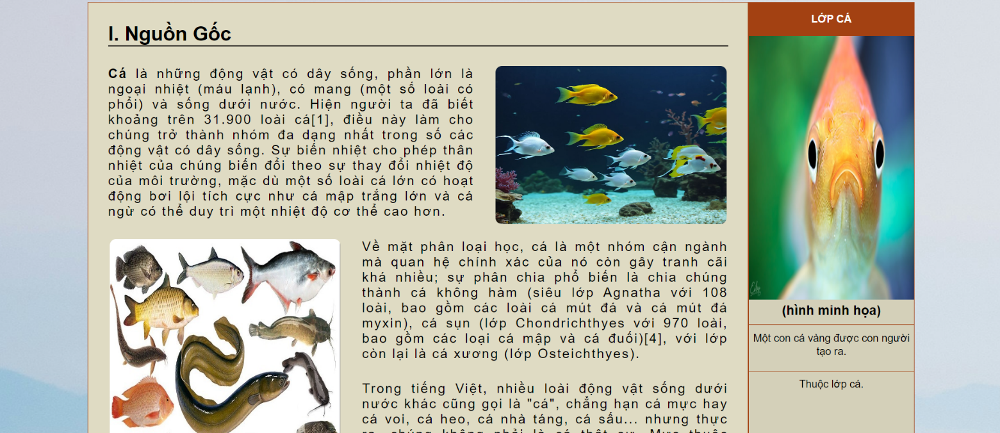 I. Nguồn Gốc
Cá là những động vật có dây sống, phần lớn là
ngoại nhiệt (máu lạnh), có mang (một số loài có
phổi) và sống dưới nước. Hiện người ta đã biết
khoảng trên 31.900 loài cá[1], điều này làm cho
chúng trở thành nhóm đa dạng nhất trong số các
động vật có dây sống. Sự biến nhiệt cho phép thân
nhiệt của chúng biến đổi theo sự thay đổi nhiệt độ
của môi trường, mặc dù một số loài cá lớn có hoạt
động bơi lội tích cực như cá mập trắng lớn và cá
ngừ có thể duy trì một nhiệt độ cơ thể cao hơn.
Về mặt phân loại học, cá là một nhóm cận ngành
mà quan hệ chính xác của nó còn gây tranh cãi
khá nhiều; sự phân chia phổ biến là chia chúng
thành cá không hàm (siêu lớp Agnatha với 108
loài, bao gồm các loài cá mút đá và cá mút đá
myxin), cá sụn (lớp Chondrichthyes với 970 loài,
bao gồm các loại cá mập và cá đuối)[4], với lớp
còn lại là cá xương (lớp Osteichthyes).
Trong tiếng Việt, nhiều loài động vật sống dưới
nước khác cũng gọi là "cá", chẳng hạn cá mực hay
cá voi, cá heo, cá nhà táng, cá sấu... nhưng thực
ra, chúng không phải là cá thật sự. Mực thuộc
LỚP CÁ
(hình minh họa)
Một con cá vàng được con người
tạo ra.
Thuộc lớp cá.